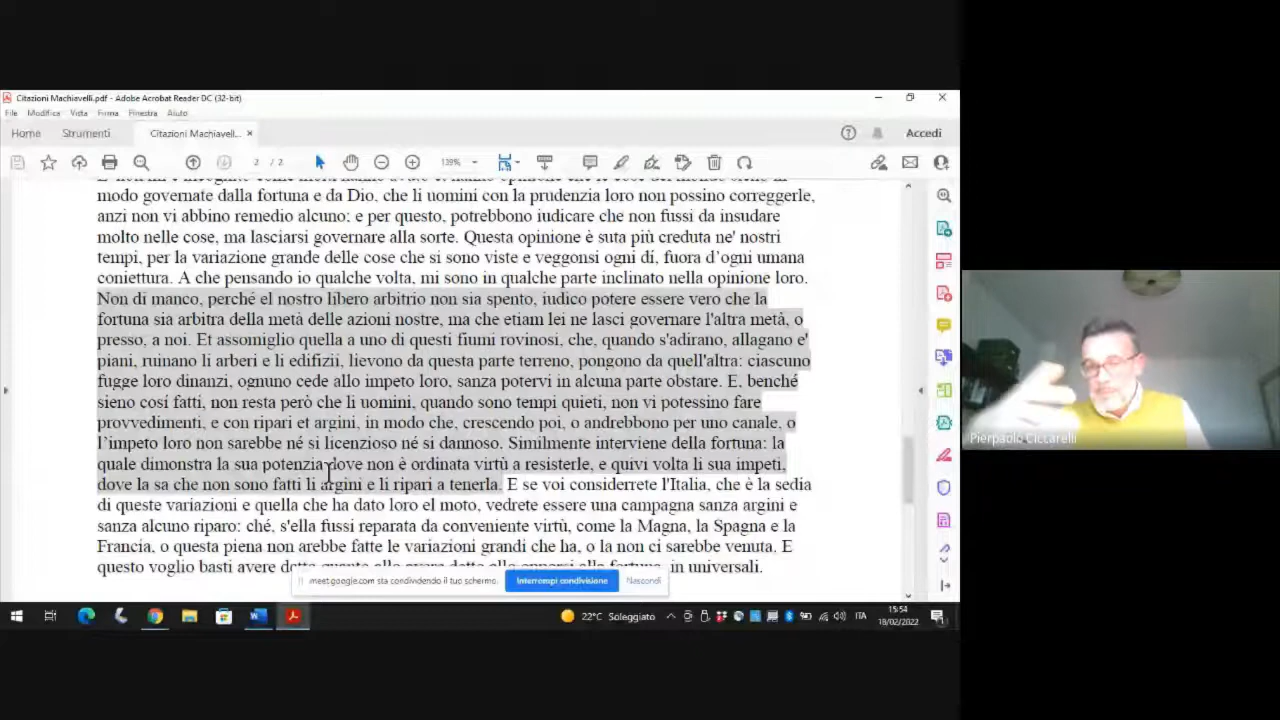 Citazioni Machiavelli.pdf - Adobe Acrobat Reader DC (32-bit)
File Modifica Vista Firma Finestra Aiuto
Home Strumenti Citazioni Machiavell... × Accedi
2 / 2 139%
modo governate dalla fortuna e da Dio, che li uomini con la prudenzia loro non possino correggerle,
anzi non vi abbino remedio alcuno; e per questo, potrebbono iudicare che non fussi da insudare
molto nelle cose, ma lasciarsi governare alla sorte. Questa opinione è suta più creduta ne' nostri
tempi, per la variazione grande delle cose che si sono viste e veggonsi ogni dí, fuora d'ogni umana
coniettura. A che pensando io qualche volta, mi sono in qualche parte inclinato nella opinione loro.
Non di manco, perché el nostro libero arbitrio non sia spento, iudico potere essere vero che la
fortuna sia arbitra della metà delle azioni nostre, ma che etiam lei ne lasci governare l'altra metà, o
presso, a noi. Et assomiglio quella a uno di questi fiumi rovinosi, che, quando s'adirano, allagano e'
piani, ruinano li arberi e li edifizii, lievono da questa parte terreno, pongono da quell'altra: ciascuno
fugge loro dinanzi, ognuno cede allo impeto loro, sanza potervi in alcuna parte obstare. E, benché
sieno cosí fatti, non resta però che li uomini, quando sono tempi quieti, non vi potessino fare
provvedimenti, e con ripari et argini, in modo che, crescendo poi, o andrebbono per uno canale, o
l'impeto loro non sarebbe né si licenzioso né si dannoso. Similmente interviene della fortuna: la
quale dimonstra la sua potenzia dove non è ordinata virtù a resisterle, e quivi volta li sua impeti,
dove la sa che non sono fatti li argini e li ripari a tenerla. E se voi considerrete l'Italia, che è la sedia
di queste variazioni e quella che ha dato loro el moto, vedrete essere una campagna sanza argini e
sanza alcuno riparo: ché, s'ella fussi reparata da conveniente virtù, come la Magna, la Spagna e la
Francia, o questa piena non arebbe fatte le variazioni grandi che ha, o la non ci sarebbe venuta. E
questo voglio basti avere in universali.
meet.google.com sta condividendo il tuo schermo. Interrompi condivisione Nascondi
22°C Soleggiato ITA 15:54
18/02/2022
Pierpaolo Ciccarelli